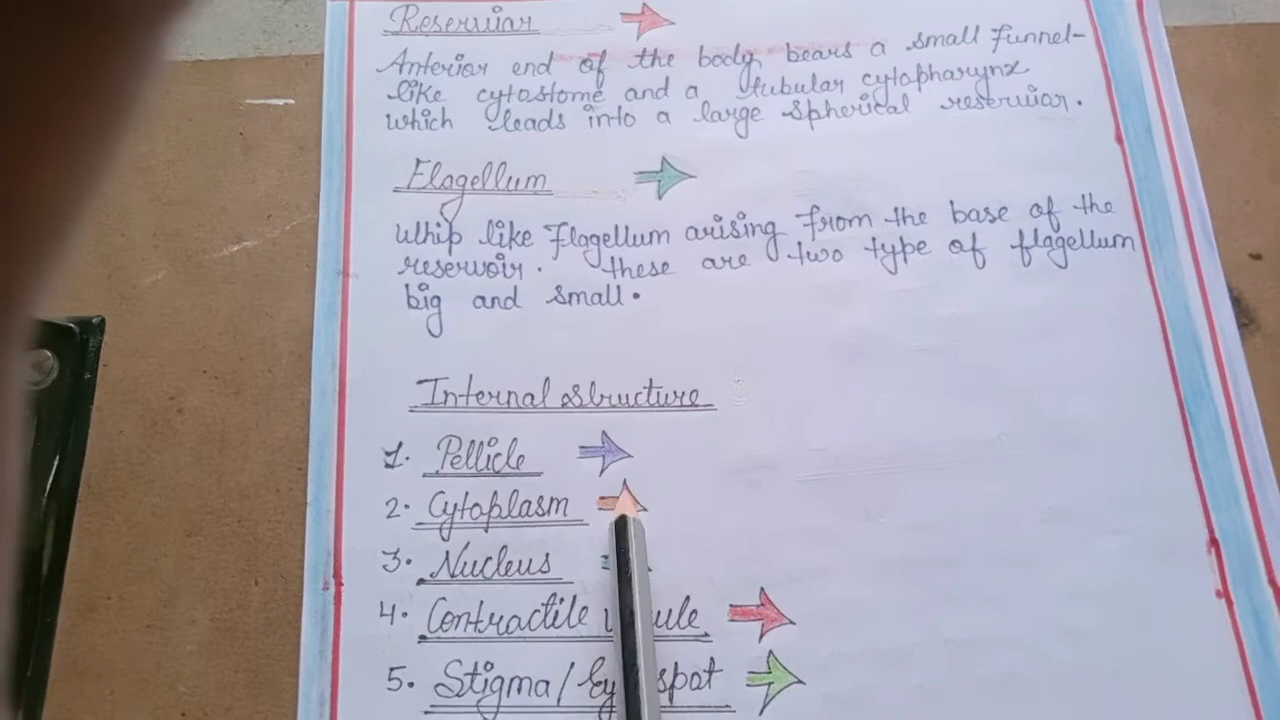 Reserviar
Anterior end of the body bears a small funnel-
like cytostome and a tubular cytopharynx
which leads into a large spherical reserviar.
Flagellum
Whip like Flagellum arising from the base of the
reservoir. these are two type of flagellum
big and small.
Internal structure
1. Pellicle
2. Cytoplasm
3. Nucleus
4. Contractile
5. Stigma/ spot